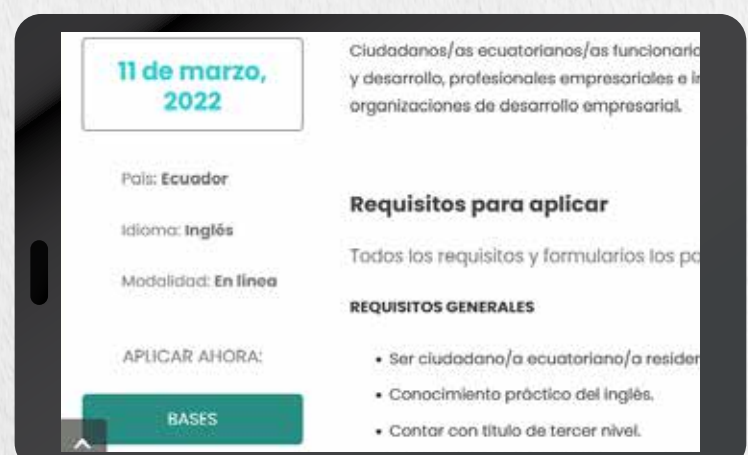 11 de marzo,
2022
País: Ecuador
Idioma: Inglés
Modalidad: En línea
APLICAR AHORA:
BASES
Ciudadanos/as ecuatorianos/as
y desarrollo, profesionales empresariales e
organizaciones de desarrollo empresarial.
Requisitos para aplicar
Todos los requisitos y formularios los
REQUISITOS GENERALES
• Ser ciudadano/a ecuatoriano/a
• Conocimiento práctico del inglés.
• Contar con título de tercer nivel.